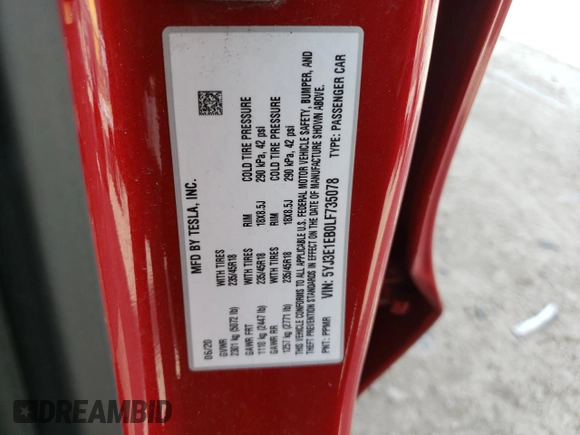 MFD BY TESLA, INC.
06/20
GVWR
2301 kg (5072 lb)
WITH TIRES
235/45R18
RIM
18X8.5J
COLD TIRE PRESSURE
290 kPa, 42 psi
GAWR FRT
1110 kg (2447 lb)
WITH TIRES
235/45R18
RIM
18X8.5J
COLD TIRE PRESSURE
290 kPa, 42 psi
GAWR RR
1257 kg (2771 lb)
THIS VEHICLE CONFORMS TO ALL APPLICABLE U.S. FEDERAL MOTOR VEHICLE SAFETY, BUMPER, AND
THEFT PREVENTION STANDARDS IN EFFECT ON THE DATE OF MANUFACTURE SHOWN ABOVE.
VIN: 5YJ3E1EB0LF735078
TYPE: PASSENGER CAR
PNT: PPMR
DREAMBID